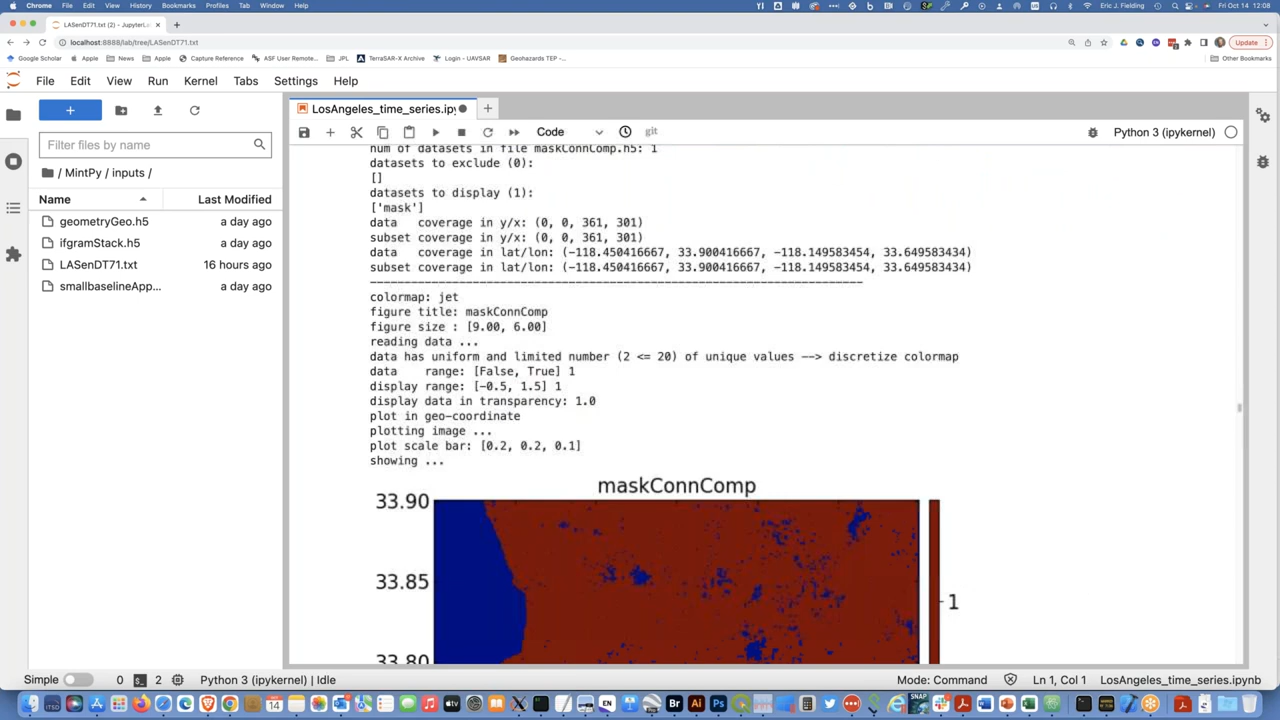 Chrome File Edit View History Bookmarks Profiles Tab Window Help Eric J. Fielding Fri Oct 14 12:08
LASenDT71.txt (2) - JupyterLa
localhost:8888/lab/tree/LASenDT71.txt Update
Google Scholar Apple News Apple Capture Reference ASF User Remote... JPL TerraSAR-X Archive Login - UAVSAR Geohazards TEP -... Other Bookmarks
File Edit View Run Kernel Tabs Settings Help
LosAngeles_time_series.ipy
Code git Python 3 (ipykernel)
Filter files by name
/ MintPy / inputs /
Name Last Modified
geometryGeo.h5 a day ago
ifgramStack.h5 a day ago
LASenDT71.txt 16 hours ago
smallbaselineApp... a day ago
num of datasets in file maskConnComp.h5: 1
datasets to exclude (0):
[]
datasets to display (1):
['mask']
data coverage in y/x: (0, 0, 361, 301)
subset coverage in y/x: (0, 0, 361, 301)
data coverage in lat/lon: (-118.450416667, 33.900416667, -118.149583454, 33.649583434)
subset coverage in lat/lon: (-118.450416667, 33.900416667, -118.149583454, 33.649583434)
------------------------------------------------------------------------
colormap: jet
figure title: maskConnComp
figure size : [9.00, 6.00]
reading data ...
data has uniform and limited number (2 <= 20) of unique values --> discretize colormap
data range: [False, True] 1
display range: [-0.5, 1.5] 1
display data in transparency: 1.0
plot in geo-coordinate
plotting image ...
plot scale bar: [0.2, 0.2, 0.1]
showing ...
maskConnComp
33.90
33.85
1
33.80
Simple 0 2 Python 3 (ipykernel) | Idle Mode: Command Ln 1, Col 1 LosAngeles_time_series.ipynb